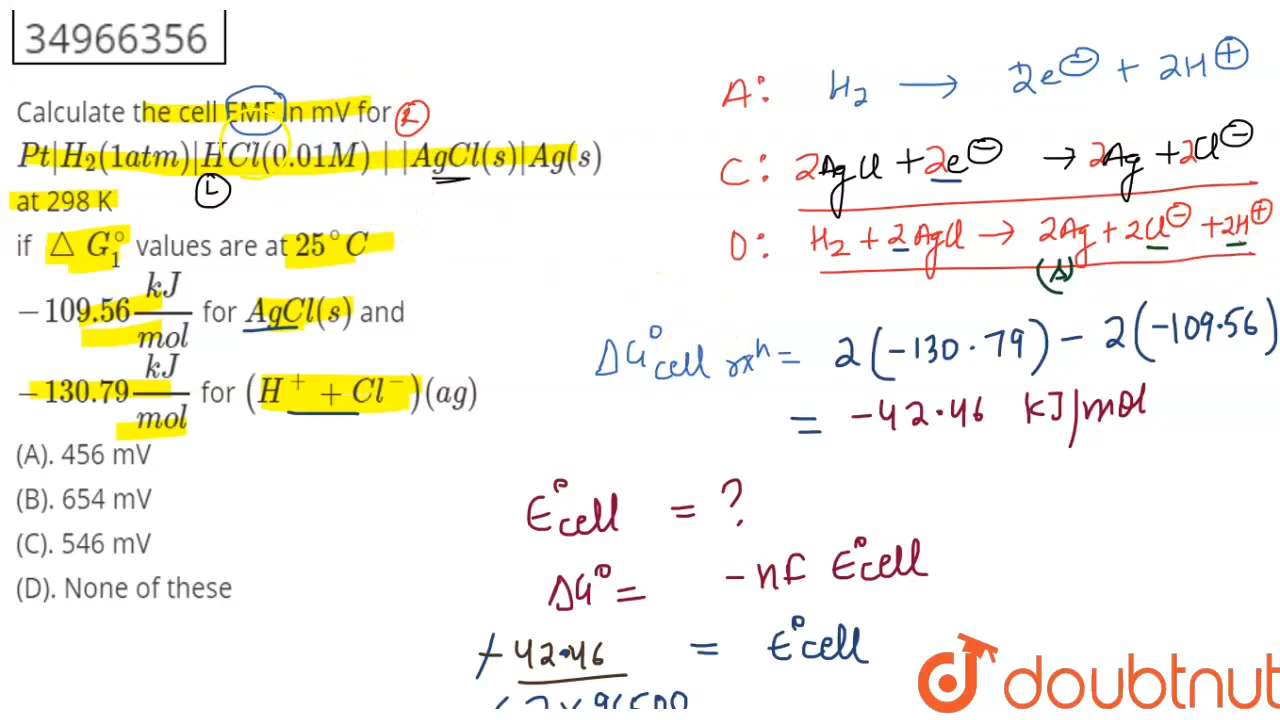 34966356
Calculate the cell EMF in mV for
Pt|H₂(1atm)|HCl(0.01M)||AgCl(s)|Ag(s)
at 298 K
if △G₁° values are at 25°C
−109.56 kJ/mol for AgCl(s) and
−130.79 kJ/mol for (H⁺ + Cl⁻)(ag)
(A). 456 mV
(B). 654 mV
(C). 546 mV
(D). None of these
A: H₂ → 2e⊖ + 2H⊕
C: 2AgCl + 2e⊖ → 2Ag + 2Cl⊖
O: H₂ + 2AgCl → 2Ag + 2Cl⊖ + 2H⊕
(s)
ΔG°cell rxn = 2(-130.79) - 2(-109.56)
= -42.46 KJ/mol
E°cell = ?
ΔG° = -nF E°cell
-42.46 = E°cell
doubtnut